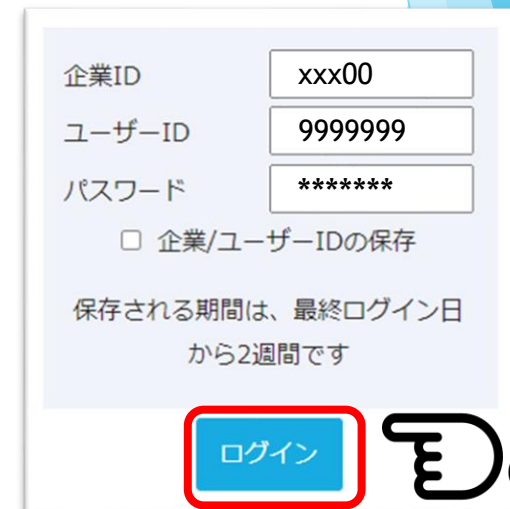 企業ID xxx00
ユーザーID 9999999
パスワード *******
企業/ユーザーIDの保存
保存される期間は、最終ログイン日
から2週間です
ログイン